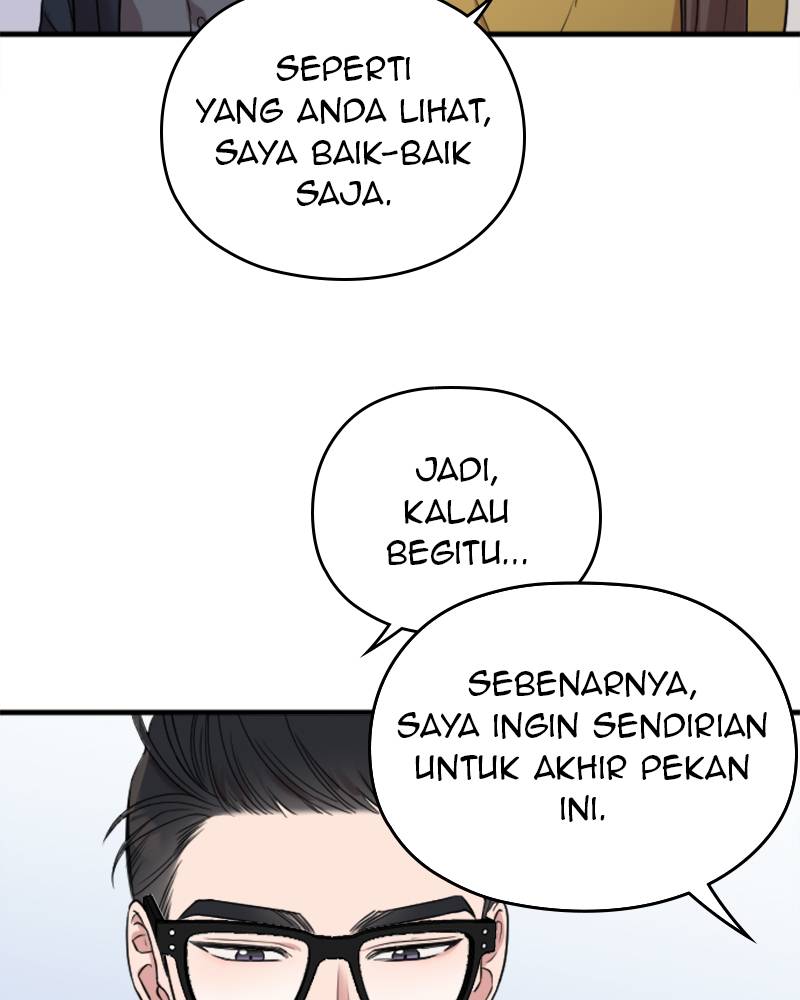 SEPERTI
YANG ANDA LIHAT,
SAYA BAIK-BAIK
SAJA.
JADI,
KALAU
BEGITU...
SEBENARNYA,
SAYA INGIN SENDIRIAN
UNTUK AKHIR PEKAN
INI.